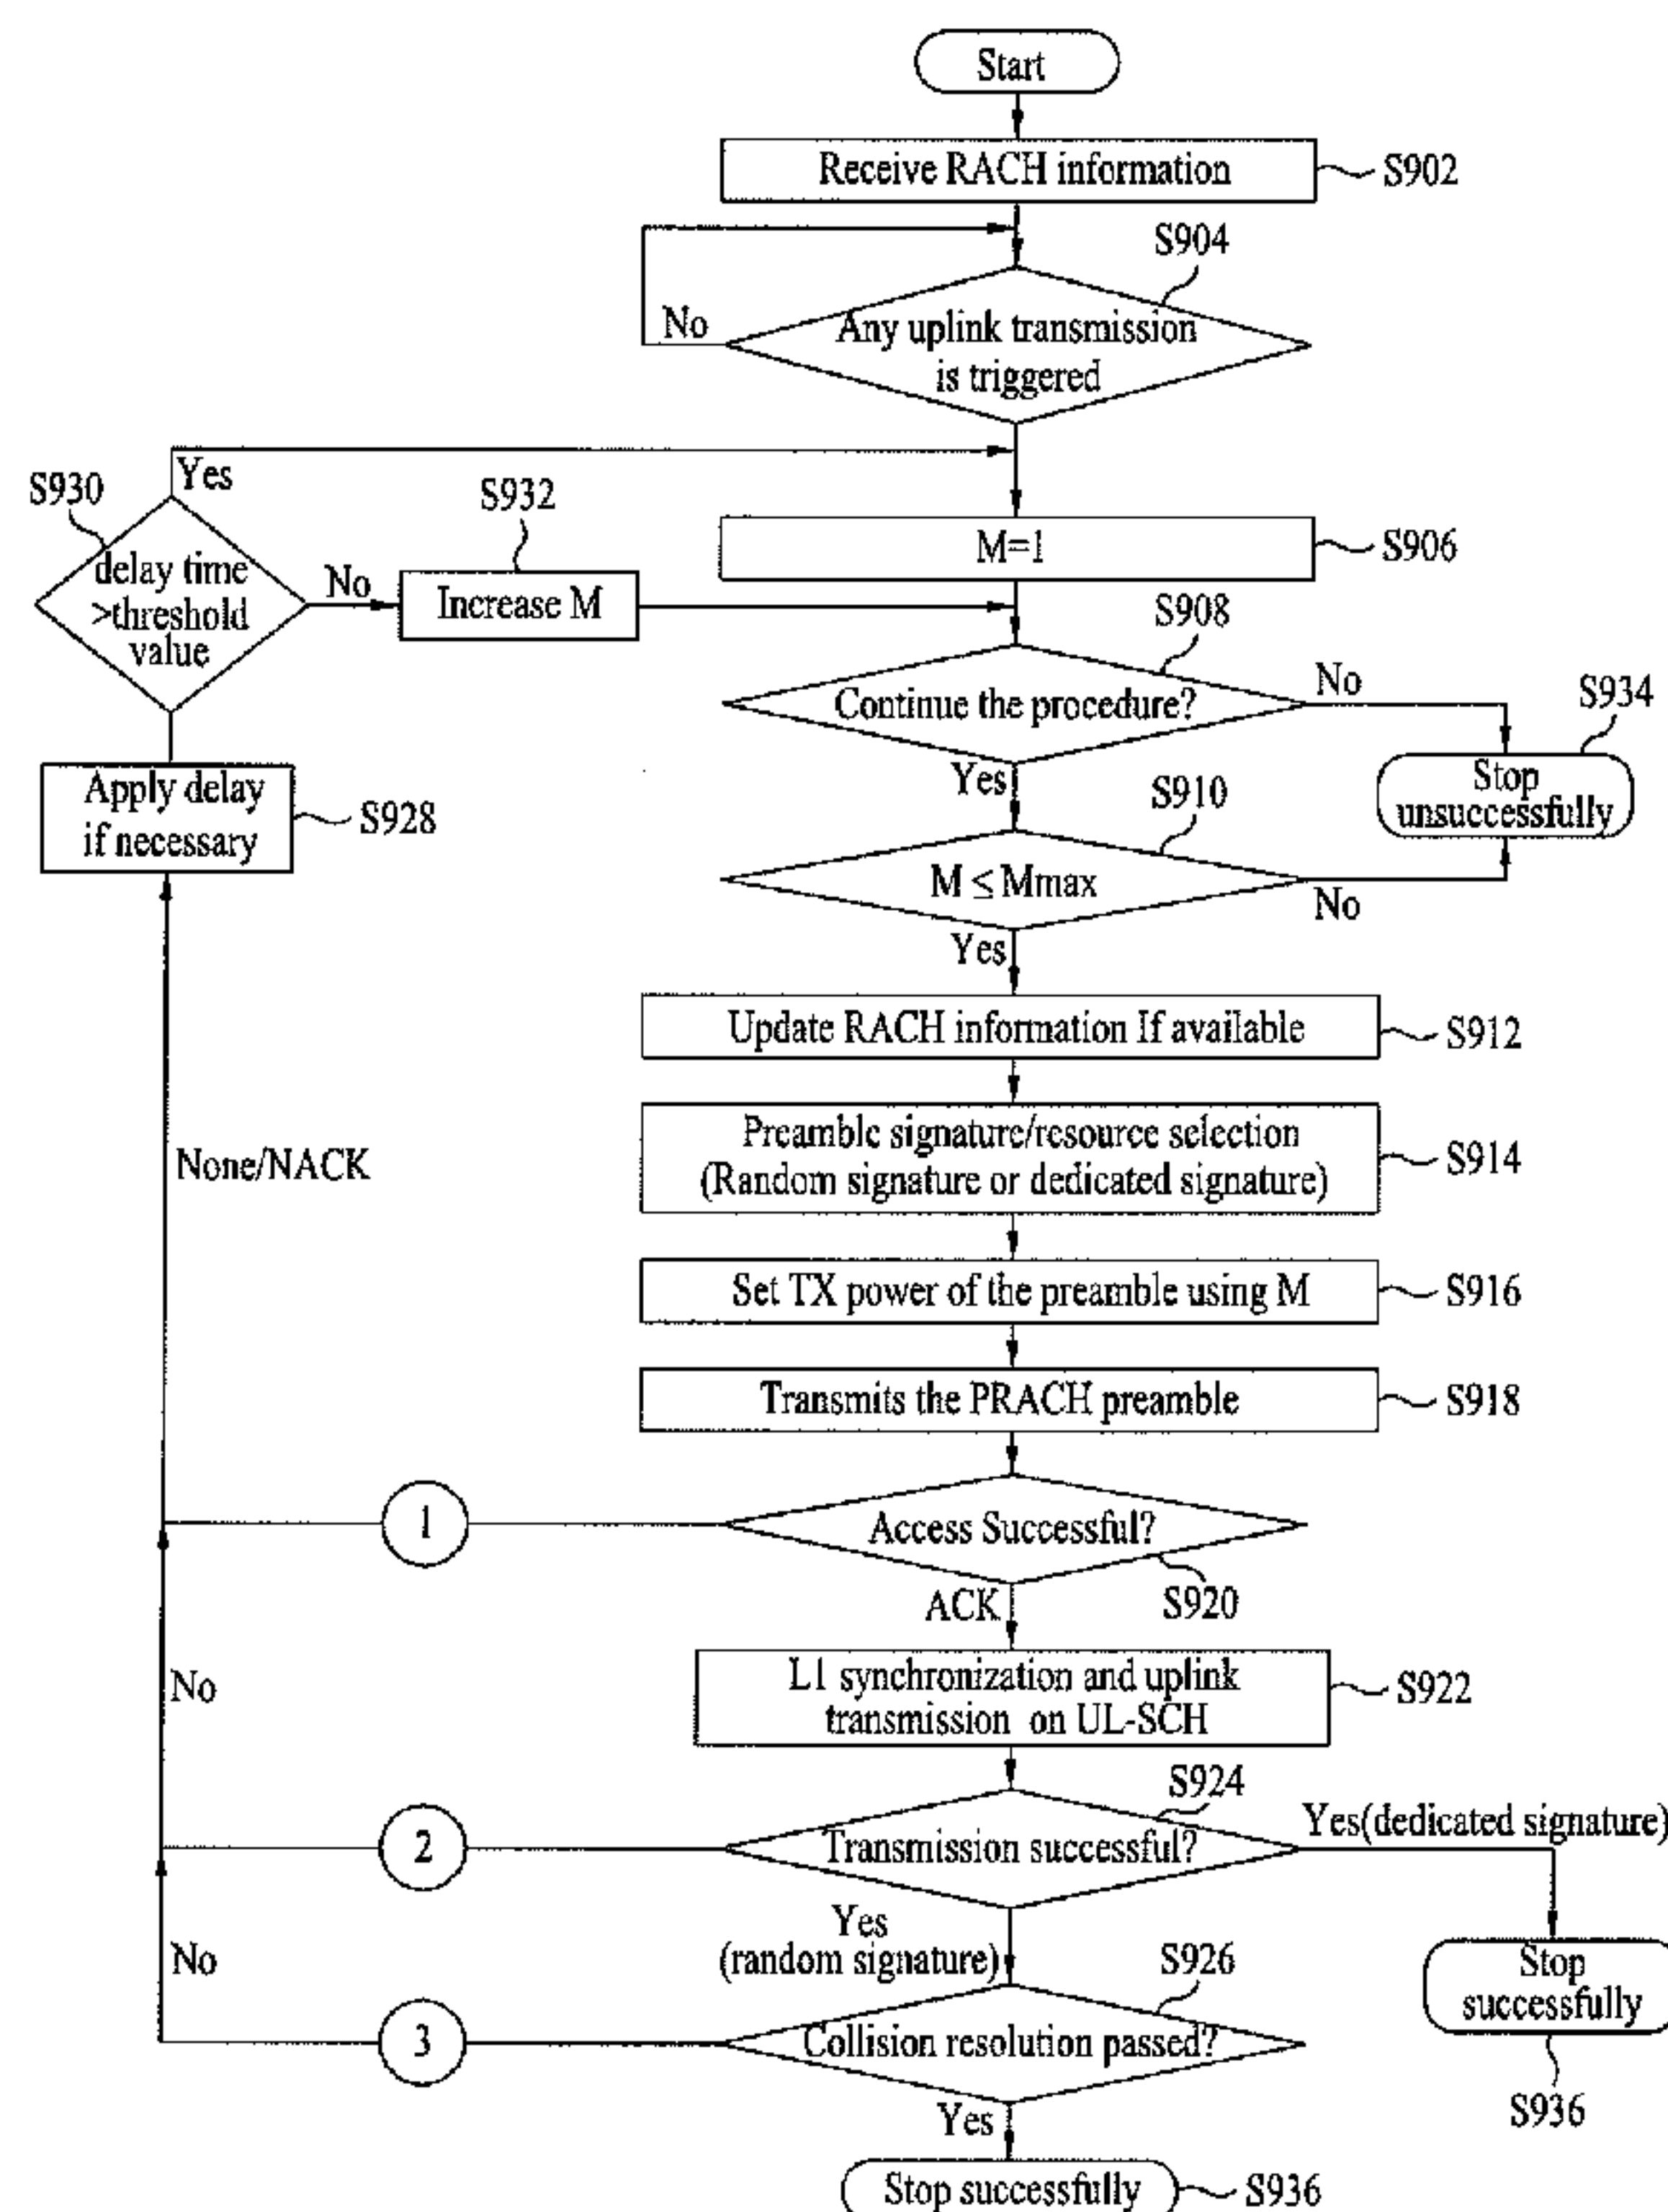 Start
Receive RACH information
S902
S904
No
Any uplink transmission
is triggered
Yes
S930
S932
M=1
S906
delay time
>threshold
value
No
Increase M
S908
Continue the procedure?
No
S934
Stop
unsuccessfully
Yes
S910
Apply delay
if necessary
S928
M ≤ Mmax
No
Yes
Update RACH information If available
S912
Preamble signature/resource selection
(Random signature or dedicated signature)
S914
None/NACK
Set TX power of the preamble using M
S916
Transmits the PRACH preamble
S918
1
Access Successful?
S920
ACK
L1 synchronization and uplink
transmission on UL-SCH
S922
No
S924
Yes(dedicated signature)
2
Transmission successful?
Yes
(random signature)
S926
No
Stop
successfully
3
Collision resolution passed?
S936
Yes
Stop successfully
S936